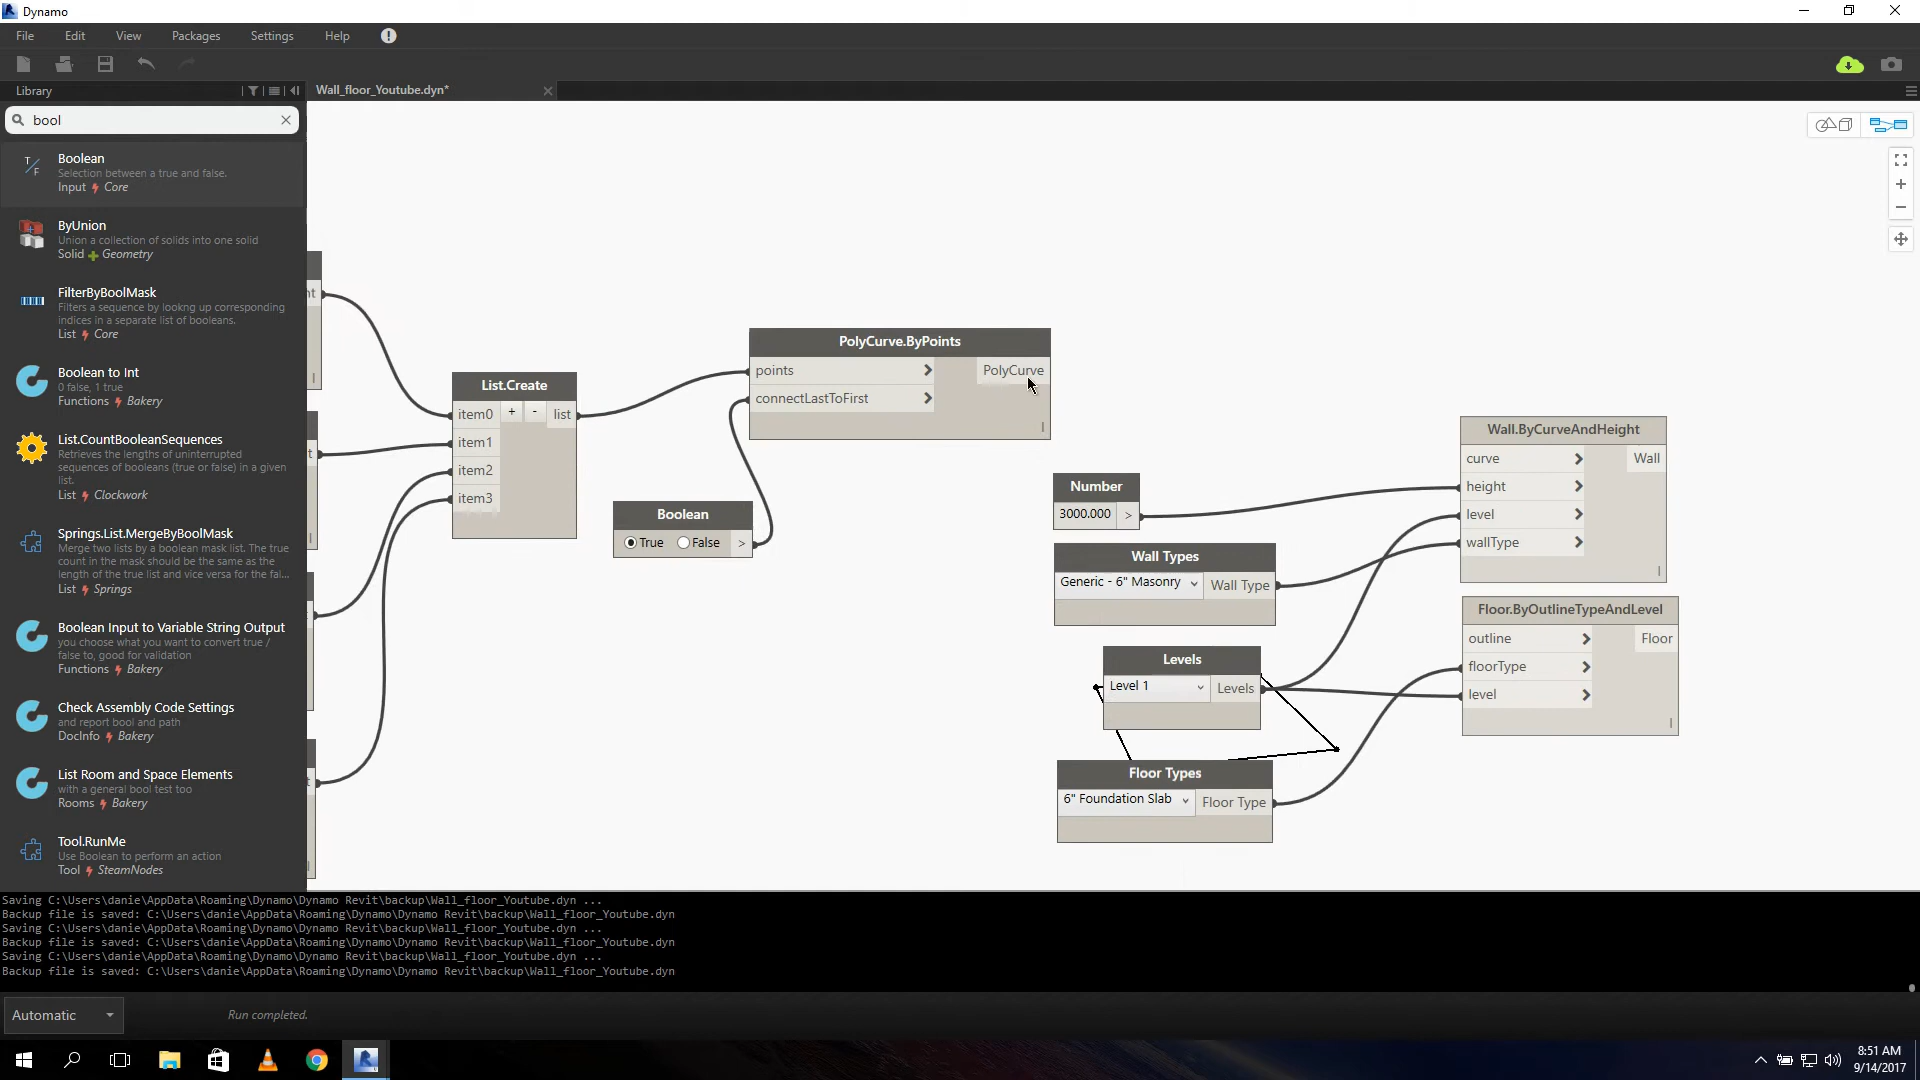 Dynamo
File Edit View Packages Settings Help
Library
Wall_floor_Youtube.dyn*
bool
Boolean
Selection between a true and false.
Input Core
ByUnion
Union a collection of solids into one solid
Solid Geometry
FilterByBoolMask
Filters a sequence by lookng up corresponding
indices in a separate list of booleans.
List Core
Boolean to Int
0 false, 1 true
Functions Bakery
List.CountBooleanSequences
Retrieves the lengths of uninterrupted
sequences of booleans (true or false) in a given
list.
List Clockwork
Springs.List.MergeByBoolMask
Merge two lists by a boolean mask list. The true
count in the mask should be the same as the
length of the true list and vice versa for the fal...
List Springs
Boolean Input to Variable String Output
you choose what you want to convert true /
false to, good for validation
Functions Bakery
Check Assembly Code Settings
and report bool and path
DocInfo Bakery
List Room and Space Elements
with a general bool test too
Rooms Bakery
Tool.RunMe
Use Boolean to perform an action
Tool SteamNodes
nt
t
t
List.Create
item0 + - list
item1
item2
item3
PolyCurve.ByPoints
points > PolyCurve
connectLastToFirst >
Boolean
True False >
Number
3000.000 >
Wall Types
Generic - 6" Masonry Wall Type
Levels
Level 1 Levels
Floor Types
6" Foundation Slab Floor Type
Wall.ByCurveAndHeight
curve > Wall
height >
level >
wallType >
Floor.ByOutlineTypeAndLevel
outline > Floor
floorType >
level >
Saving C:\Users\danie\AppData\Roaming\Dynamo\Dynamo Revit\backup\Wall_floor_Youtube.dyn ...
Backup file is saved: C:\Users\danie\AppData\Roaming\Dynamo\Dynamo Revit\backup\Wall_floor_Youtube.dyn
Saving C:\Users\danie\AppData\Roaming\Dynamo\Dynamo Revit\backup\Wall_floor_Youtube.dyn ...
Backup file is saved: C:\Users\danie\AppData\Roaming\Dynamo\Dynamo Revit\backup\Wall_floor_Youtube.dyn
Saving C:\Users\danie\AppData\Roaming\Dynamo\Dynamo Revit\backup\Wall_floor_Youtube.dyn ...
Backup file is saved: C:\Users\danie\AppData\Roaming\Dynamo\Dynamo Revit\backup\Wall_floor_Youtube.dyn
Automatic Run completed.
8:51 AM
9/14/2017